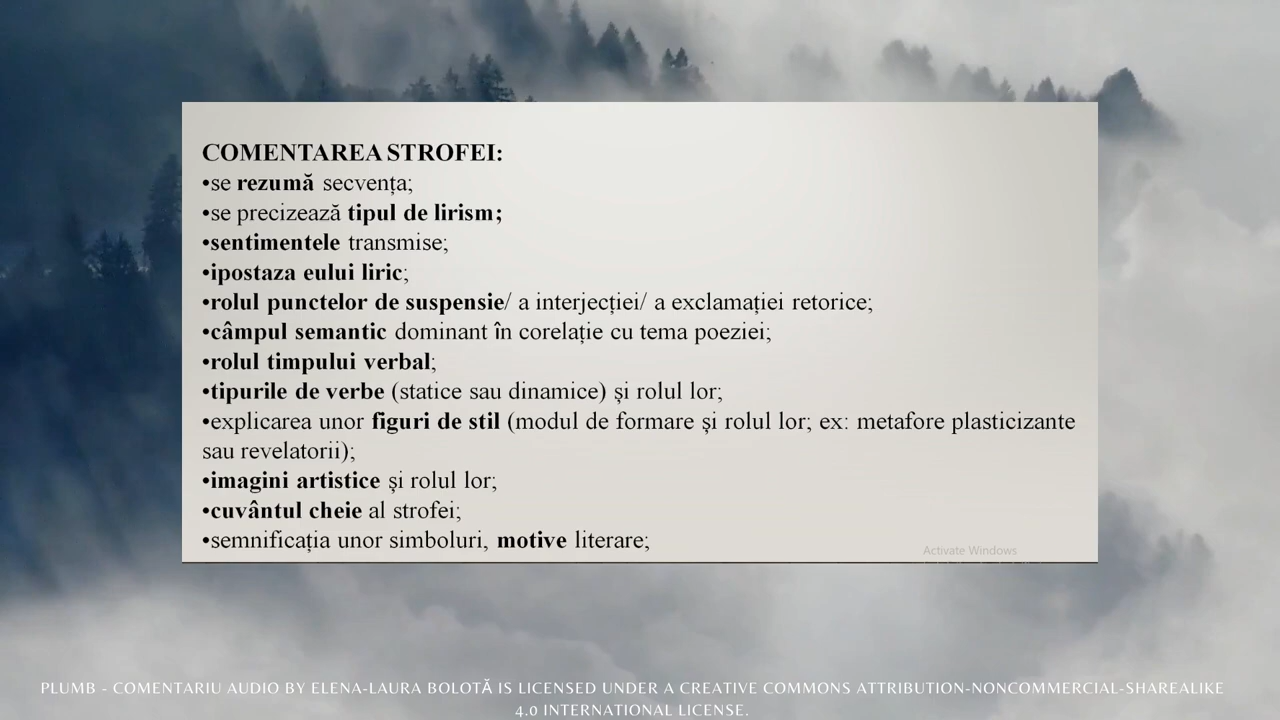 COMENTAREA STROFEI:
•se rezumă secvența;
•se precizează tipul de lirism;
•sentimentele transmise;
•ipostaza eului liric;
•rolul punctelor de suspensie/ a interjecției/ a exclamației retorice;
•câmpul semantic dominant în corelație cu tema poeziei;
•rolul timpului verbal;
•tipurile de verbe (statice sau dinamice) și rolul lor;
•explicarea unor figuri de stil (modul de formare și rolul lor; ex: metafore plasticizante
sau revelatorii);
•imagini artistice și rolul lor;
•cuvântul cheie al strofei;
•semnificația unor simboluri, motive literare;
Activate Windows
PLUMB - COMENTARIU AUDIO BY ELENA-LAURA BOLOTĂ IS LICENSED UNDER A CREATIVE COMMONS ATTRIBUTION-NONCOMMERCIAL-SHAREALIKE
4.0 INTERNATIONAL LICENSE.